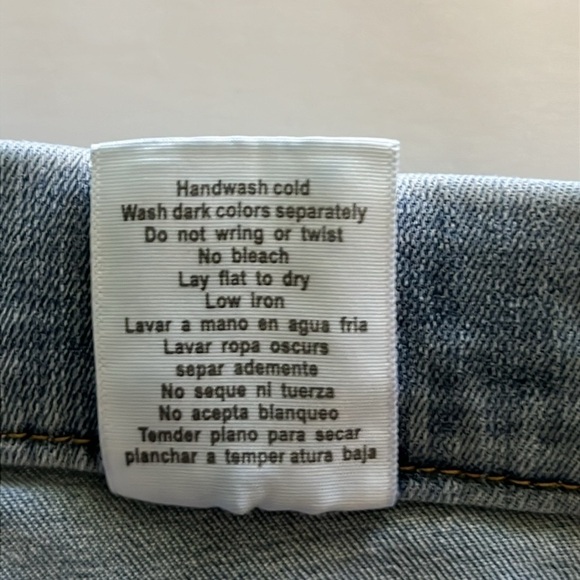 Handwash cold
Wash dark colors separately
Do not wring or twist
No bleach
Lay flat to dry
Low iron
Lavar a mano en agua fria
Lavar ropa oscurs
separ ademente
No seque ni tuerza
No acepta blanqueo
Temder plano para secar
planchar a temper atura baja